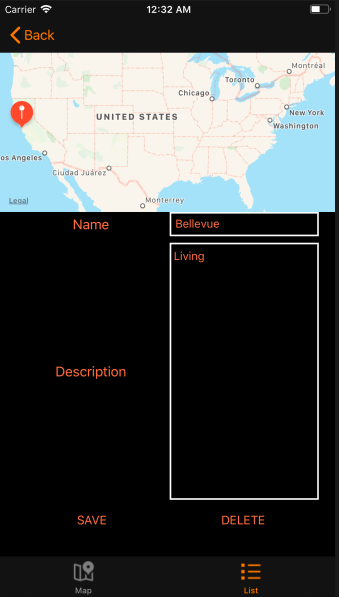 Carrier 12:32 AM
Back
Montréal
Toronto
Chicago
New York
UNITED STATES
Washington
os Angeles
Ciudad Juárez
Monterrey
Legal
Name
Bellevue
Living
Description
SAVE DELETE
Map List